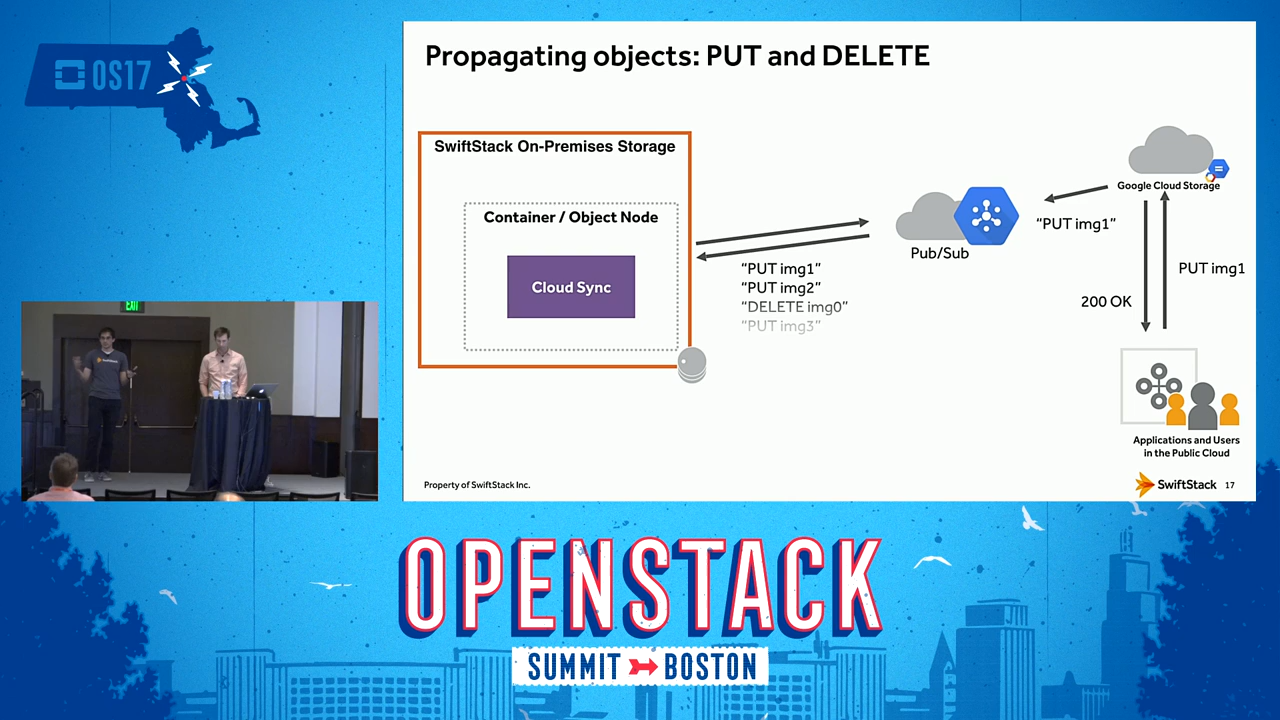 OS17
Propagating objects: PUT and DELETE
SwiftStack On-Premises Storage
Container / Object Node
Cloud Sync
"PUT img1"
"PUT img2"
"DELETE img0"
"PUT img3"
Pub/Sub
Google Cloud Storage
"PUT img1"
PUT img1
200 OK
Applications and Users
in the Public Cloud
Property of SwiftStack Inc.
SwiftStack 17
EXIT
SwiftStack
OPENSTACK
SUMMIT BOSTON